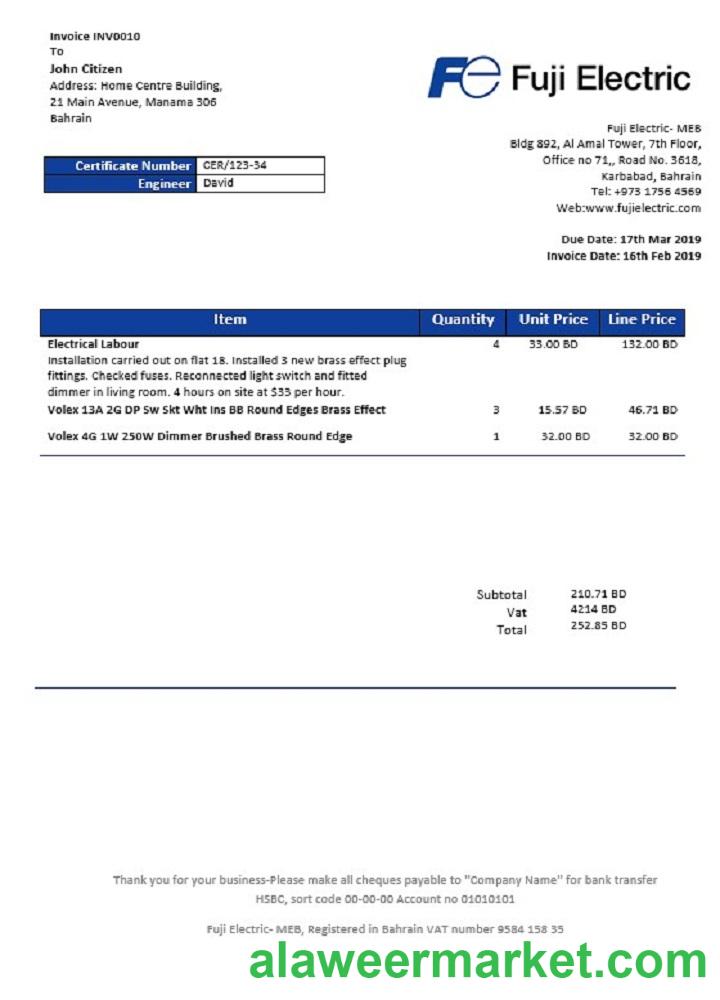 Invoice INV0010
To
John Citizen
Address: Home Centre Building,
21 Main Avenue, Manama 306
Bahrain
Fe Fuji Electric
Fuji Electric- MEB
Bldg 892, Al Amal Tower, 7th Floor,
Office no 71,, Road No. 3618,
Karbabad, Bahrain
Tel: +973 1756 4569
Web:www.fujielectric.com
Certificate Number CER/123-34
Engineer David
Due Date: 17th Mar 2019
Invoice Date: 16th Feb 2019
Item Quantity Unit Price Line Price
Electrical Labour 4 33.00 BD 132.00 BD
Installation carried out on flat 18. Installed 3 new brass effect plug
fittings. Checked fuses. Reconnected light switch and fitted
dimmer in living room. 4 hours on site at $33 per hour.
Volex 13A 2G DP Sw Skt Wht Ins BB Round Edges Brass Effect 3 15.57 BD 46.71 BD
Volex 4G 1W 250W Dimmer Brushed Brass Round Edge 1 32.00 BD 32.00 BD
Subtotal 210.71 BD
Vat 4214 BD
Total 252.85 BD
Thank you for your business-Please make all cheques payable to "Company Name" for bank transfer
HSBC, sort code 00-00-00 Account no 01010101
Fuji Electric- MEB, Registered in Bahrain VAT number 9584 158 35
alaweermarket.com